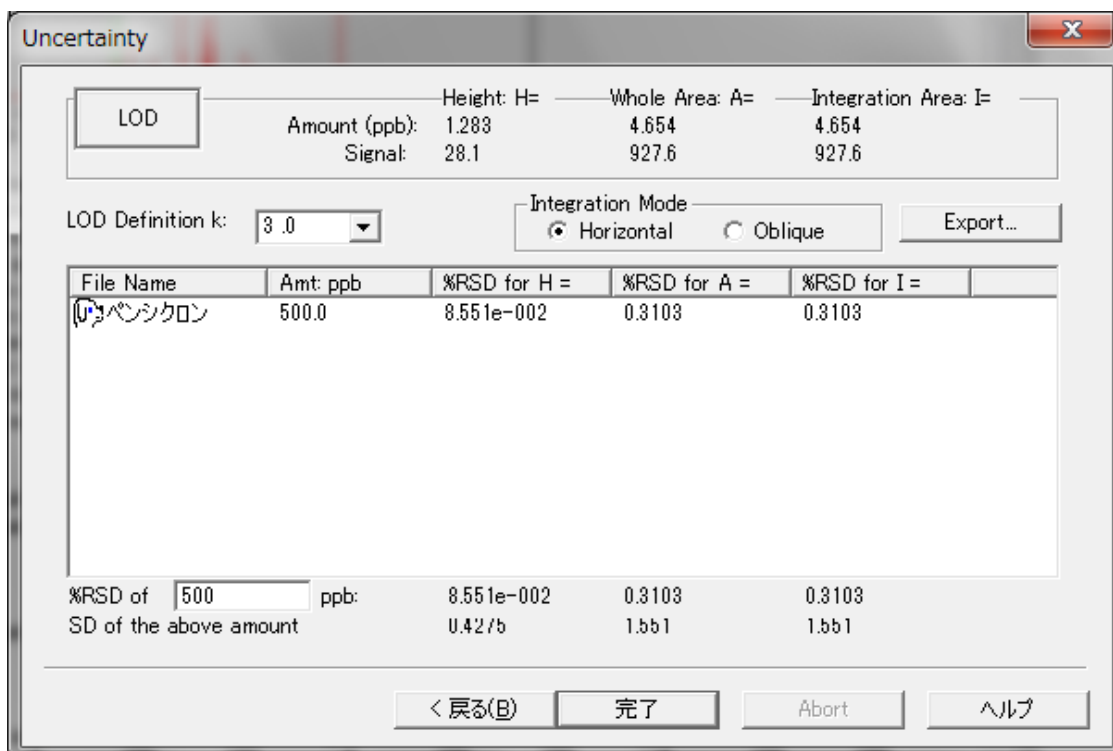 Uncertainty
LOD Height: H= Whole Area: A= Integration Area: I=
Amount (ppb): 1.283 4.654 4.654
Signal: 28.1 927.6 927.6
LOD Definition k: 3.0 Integration Mode
Horizontal Oblique Export...
File Name Amt: ppb %RSD for H = %RSD for A = %RSD for I =
ペンシクロン 500.0 8.551e-002 0.3103 0.3103
%RSD of 500 ppb: 8.551e-002 0.3103 0.3103
SD of the above amount 0.4275 1.551 1.551
< 戻る(B) 完了 Abort ヘルプ